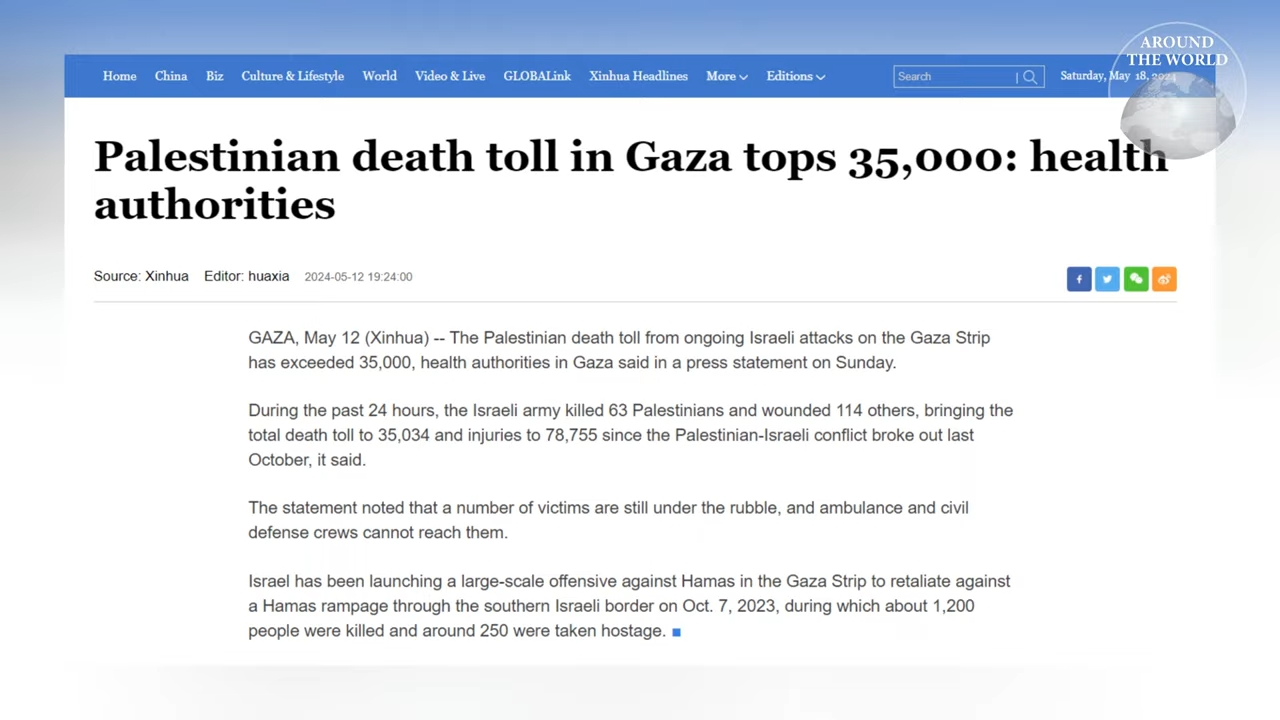 AROUND
THE WORLD
Home China Biz Culture & Lifestyle World Video & Live GLOBALink Xinhua Headlines More Editions Search Saturday, May 18, 2024
Palestinian death toll in Gaza tops 35,000: health
authorities
Source: Xinhua Editor: huaxia 2024-05-12 19:24:00
GAZA, May 12 (Xinhua) -- The Palestinian death toll from ongoing Israeli attacks on the Gaza Strip
has exceeded 35,000, health authorities in Gaza said in a press statement on Sunday.
During the past 24 hours, the Israeli army killed 63 Palestinians and wounded 114 others, bringing the
total death toll to 35,034 and injuries to 78,755 since the Palestinian-Israeli conflict broke out last
October, it said.
The statement noted that a number of victims are still under the rubble, and ambulance and civil
defense crews cannot reach them.
Israel has been launching a large-scale offensive against Hamas in the Gaza Strip to retaliate against
a Hamas rampage through the southern Israeli border on Oct. 7, 2023, during which about 1,200
people were killed and around 250 were taken hostage.